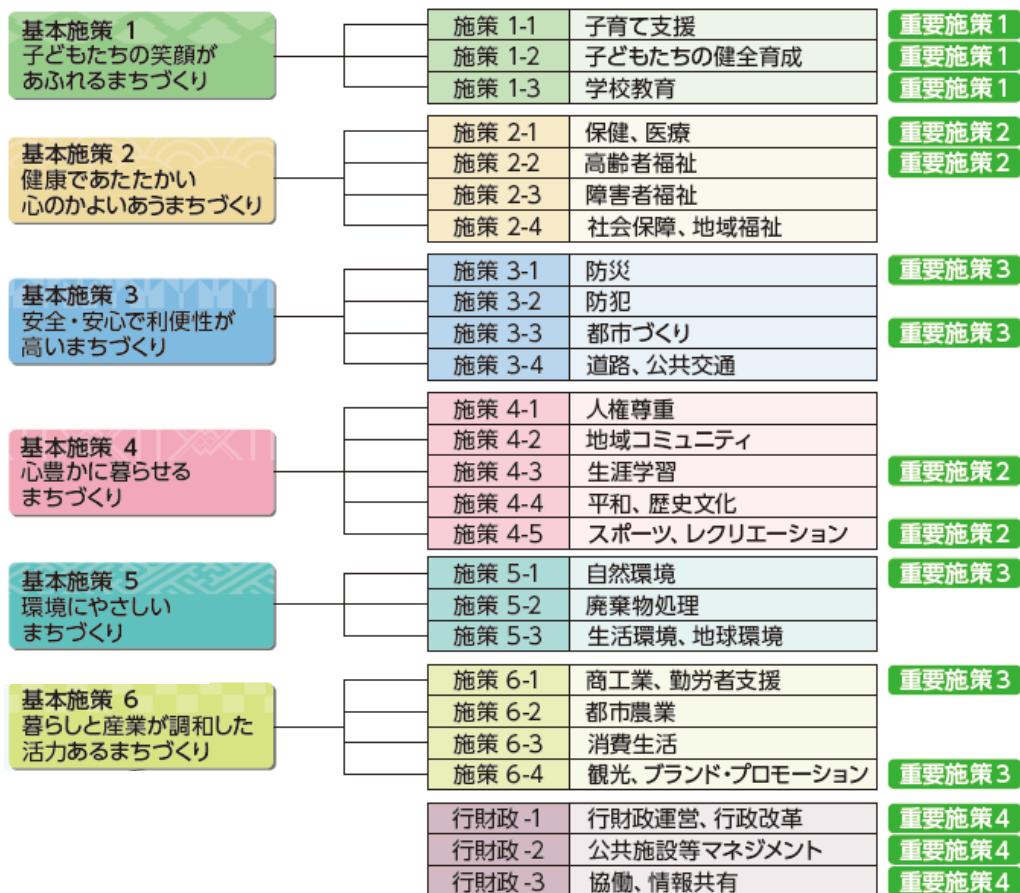 基本施策 1
子どもたちの笑顔が
あふれるまちづくり
施策 1-1 子育て支援 重要施策1
施策 1-2 子どもたちの健全育成 重要施策1
施策 1-3 学校教育 重要施策1
基本施策 2
健康であたたかい
心のかよいあうまちづくり
施策 2-1 保健、医療 重要施策2
施策 2-2 高齢者福祉 重要施策2
施策 2-3 障害者福祉
施策 2-4 社会保障、地域福祉
基本施策 3
安全・安心で利便性が
高いまちづくり
施策 3-1 防災 重要施策3
施策 3-2 防犯
施策 3-3 都市づくり 重要施策3
施策 3-4 道路、公共交通
基本施策 4
心豊かに暮らせる
まちづくり
施策 4-1 人権尊重
施策 4-2 地域コミュニティ
施策 4-3 生涯学習 重要施策2
施策 4-4 平和、歴史文化
施策 4-5 スポーツ、レクリエーション 重要施策2
基本施策 5
環境にやさしい
まちづくり
施策 5-1 自然環境 重要施策3
施策 5-2 廃棄物処理
施策 5-3 生活環境、地球環境
基本施策 6
暮らしと産業が調和した
活力あるまちづくり
施策 6-1 商工業、勤労者支援 重要施策3
施策 6-2 都市農業
施策 6-3 消費生活
施策 6-4 観光、ブランド・プロモーション 重要施策3
行財政 -1 行財政運営、行政改革 重要施策4
行財政 -2 公共施設等マネジメント 重要施策4
行財政 -3 協働、情報共有 重要施策4